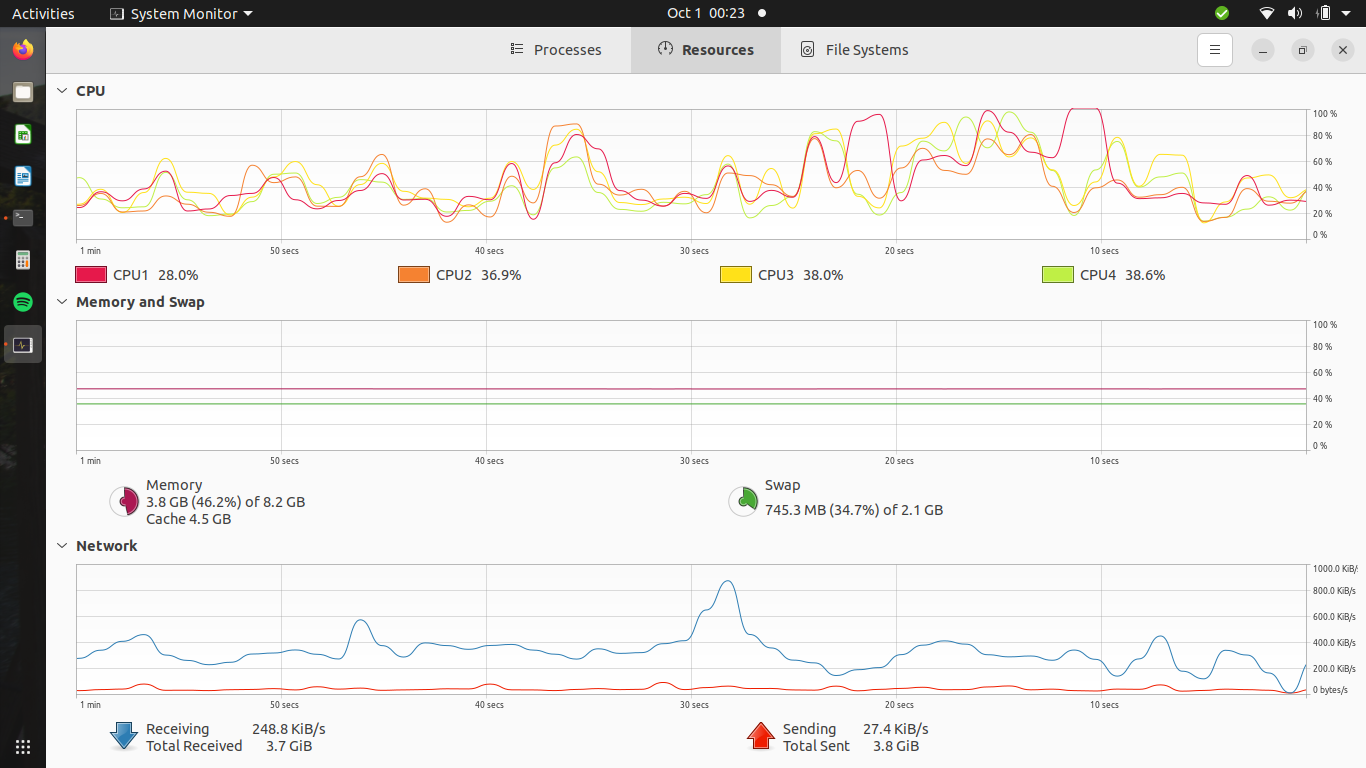 Activities
System Monitor
Oct 1 00:23
Processes
Resources
File Systems
CPU
100 %
80 %
60 %
40 %
20 %
0 %
1 min
50 secs
40 secs
30 secs
20 secs
10 secs
CPU1 28.0%
CPU2 36.9%
CPU3 38.0%
CPU4 38.6%
Memory and Swap
100 %
80 %
60 %
40 %
20 %
0 %
1 min
50 secs
40 secs
30 secs
20 secs
10 secs
Memory
3.8 GB (46.2%) of 8.2 GB
Cache 4.5 GB
Swap
745.3 MB (34.7%) of 2.1 GB
Network
1000.0 KiB/
800.0 KiB/s
600.0 KiB/s
400.0 KiB/s
200.0 KiB/s
0 bytes/s
1 min
50 secs
40 secs
30 secs
20 secs
10 secs
Receiving 248.8 KiB/s
Total Received 3.7 GiB
Sending 27.4 KiB/s
Total Sent 3.8 GiB